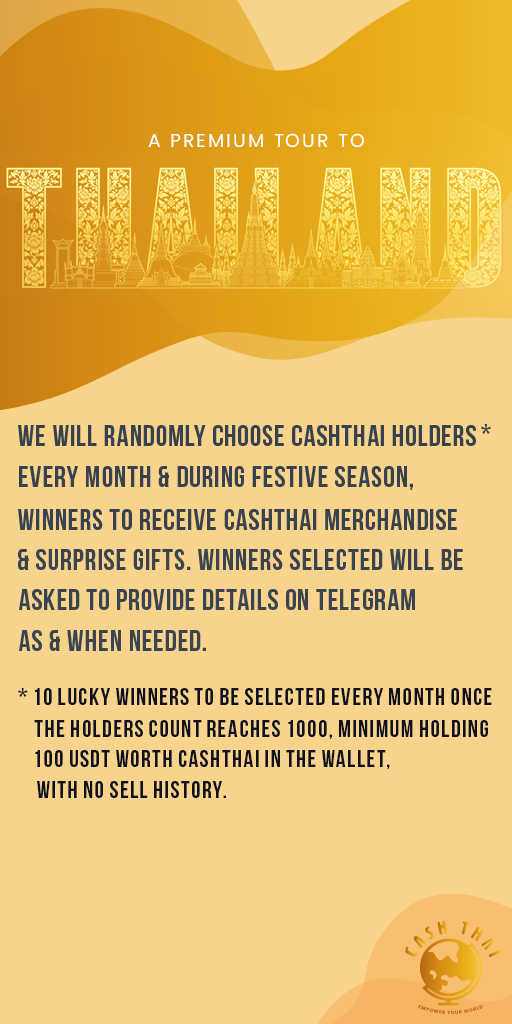 A PREMIUM TOUR TO
THAILAND
WE WILL RANDOMLY CHOOSE CASHTHAI HOLDERS*
EVERY MONTH & DURING FESTIVE SEASON,
WINNERS TO RECEIVE CASHTHAI MERCHANDISE
& SURPRISE GIFTS. WINNERS SELECTED WILL BE
ASKED TO PROVIDE DETAILS ON TELEGRAM
AS & WHEN NEEDED.
* 10 LUCKY WINNERS TO BE SELECTED EVERY MONTH ONCE
THE HOLDERS COUNT REACHES 1000, MINIMUM HOLDING
100 USDT WORTH CASHTHAI IN THE WALLET,
WITH NO SELL HISTORY.
CASH THAI
EMPOWER YOUR WORLD